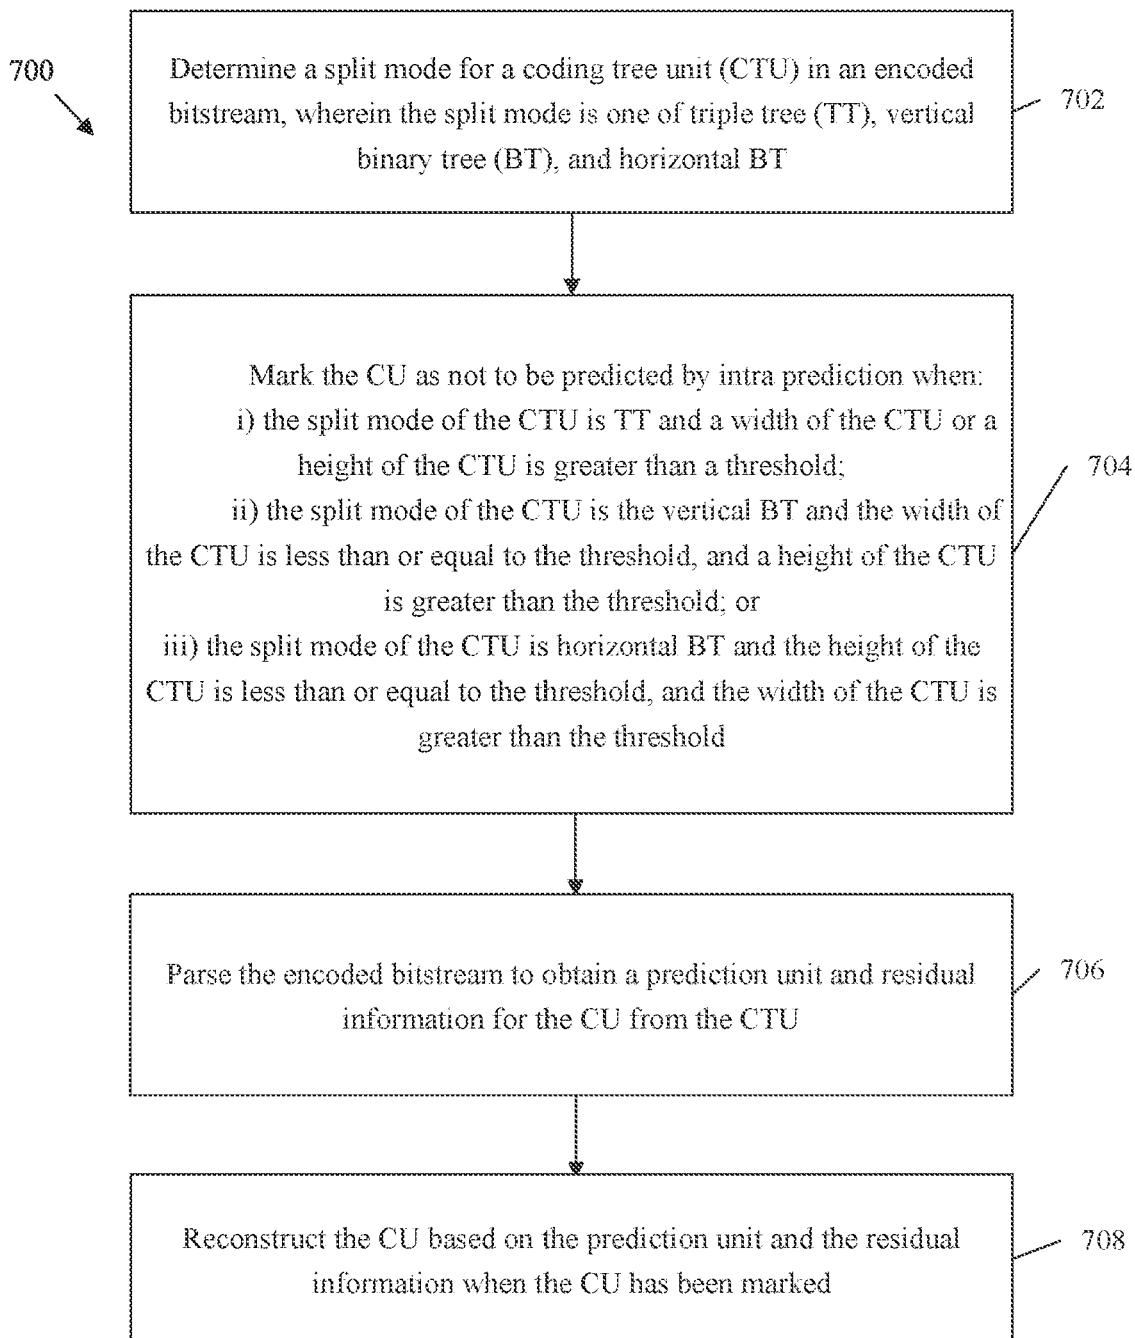 700
Determine a split mode for a coding tree unit (CTU) in an encoded
bitstream, wherein the split mode is one of triple tree (TT), vertical
binary tree (BT), and horizontal BT
702
Mark the CU as not to be predicted by intra prediction when:
i) the split mode of the CTU is TT and a width of the CTU or a
height of the CTU is greater than a threshold;
ii) the split mode of the CTU is the vertical BT and the width of
the CTU is less than or equal to the threshold, and a height of the CTU
is greater than the threshold; or
iii) the split mode of the CTU is horizontal BT and the height of the
CTU is less than or equal to the threshold, and the width of the CTU is
greater than the threshold
704
Parse the encoded bitstream to obtain a prediction unit and residual
information for the CU from the CTU
706
Reconstruct the CU based on the prediction unit and the residual
information when the CU has been marked
708